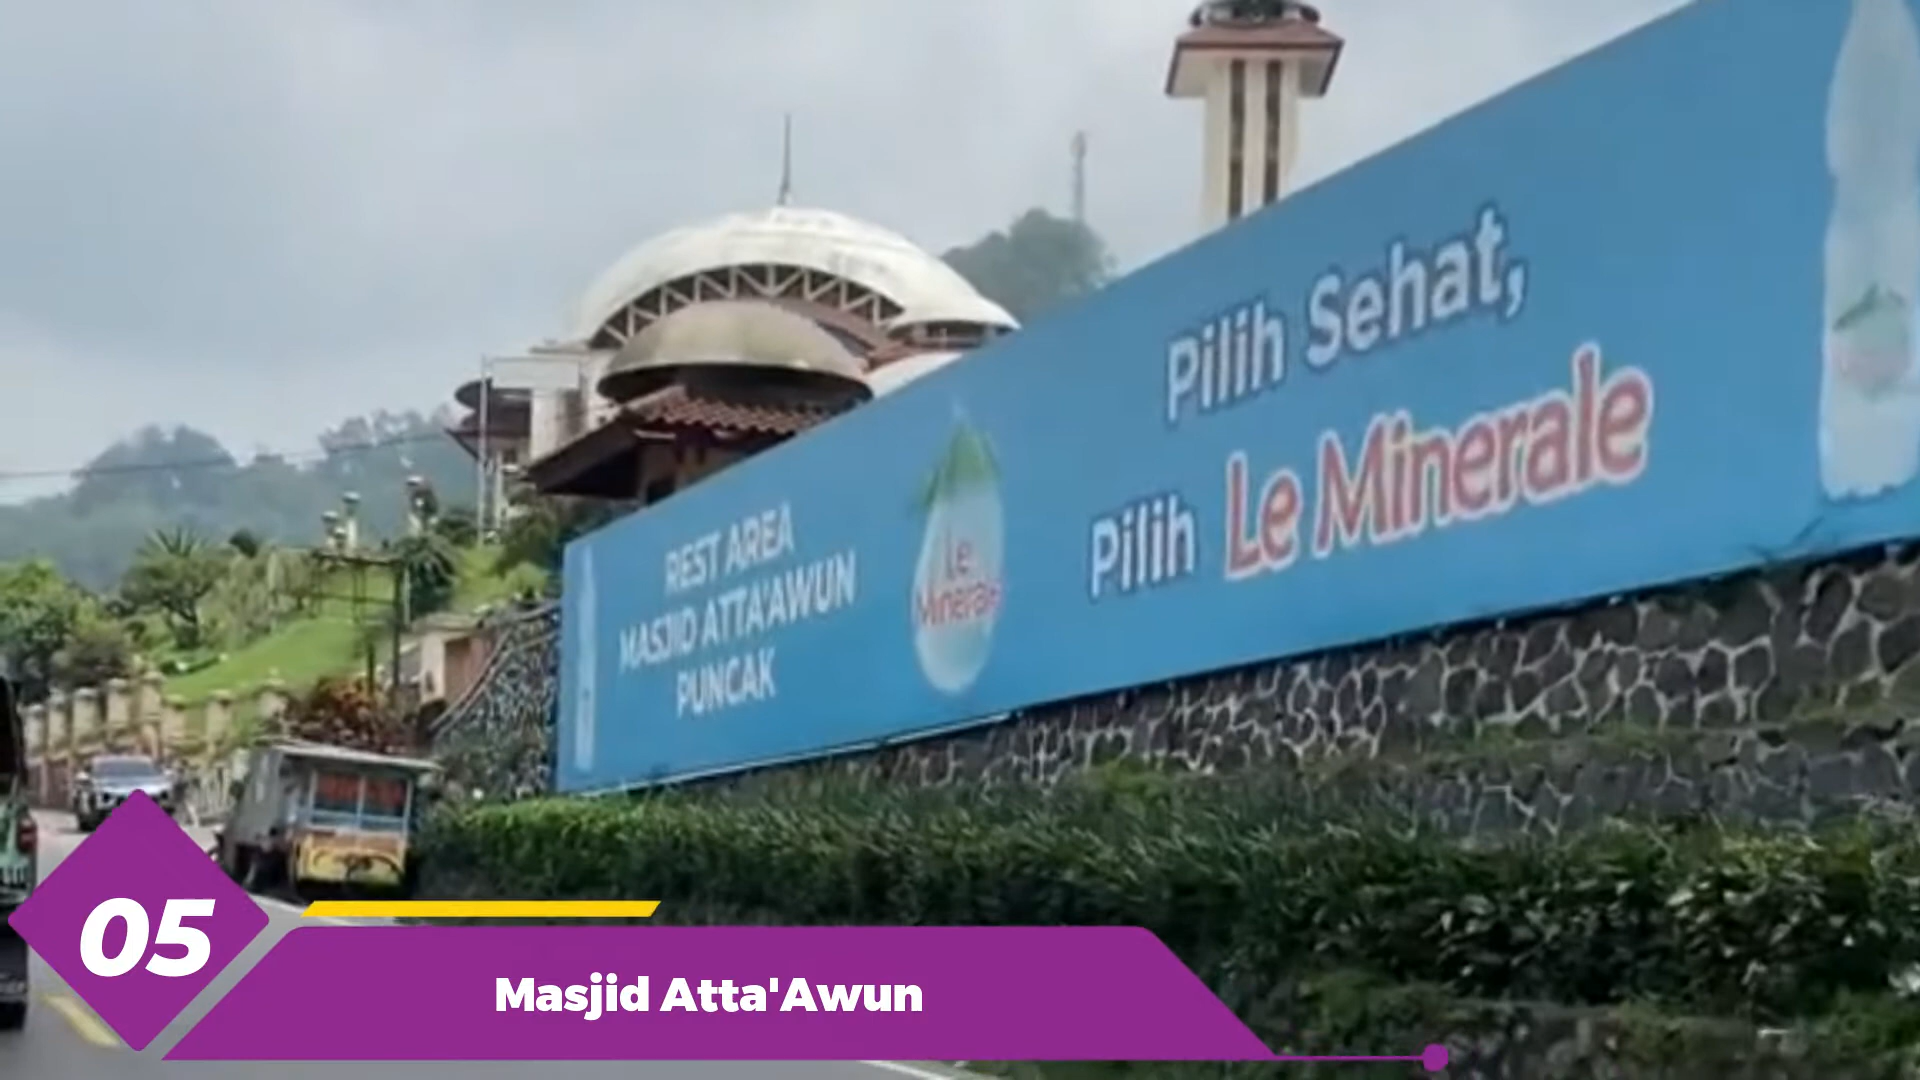 REST AREA
MASJID ATTA'AWUN
PUNCAK
Le
Minerale
Pilih Sehat,
Pilih Le Minerale
05
Masjid Atta'Awun